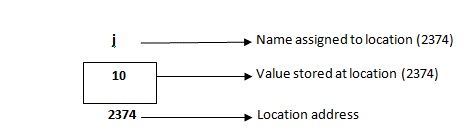 j Name assigned to location (2374)
10 Value stored at location (2374)
2374 Location address